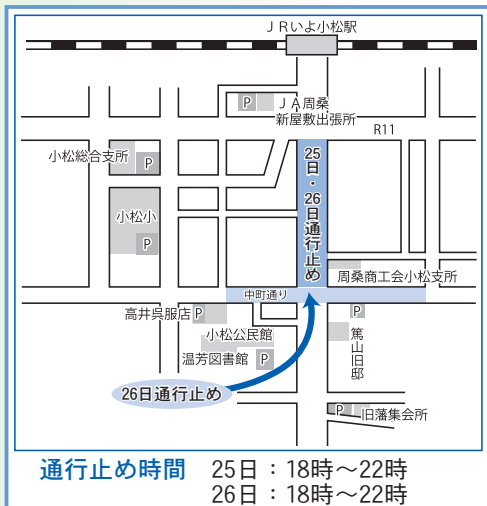 JRいよ小松駅
P
JA周桑
新屋敷出張所
R11
小松総合支所
P
25日・26日通行止め
小松小
P
周桑商工会小松支所
中町通り
高井呉服店
P
P
小松公民館
篤山旧邸
温芳図書館
P
26日通行止め
P
旧藩集会所
通行止め時間 25日：18時～22時
26日：18時～22時